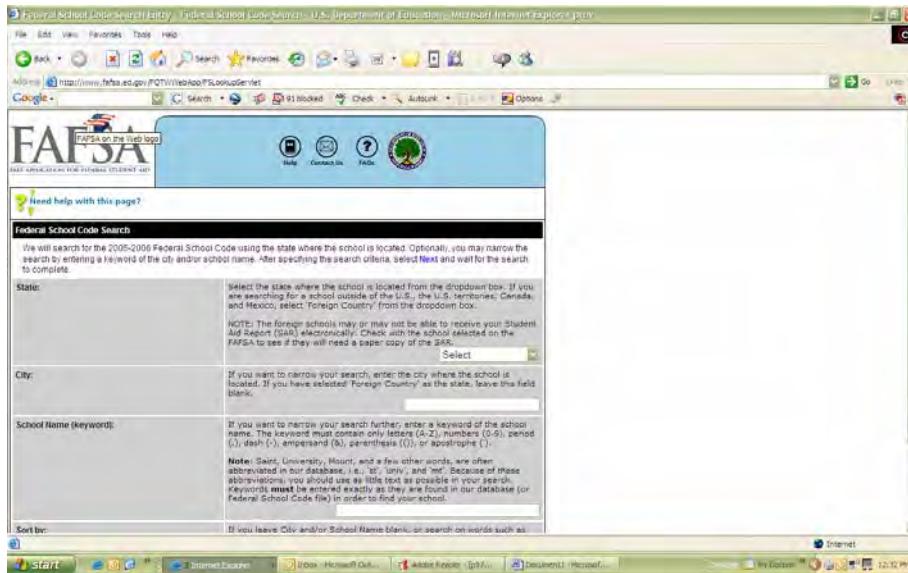 Federal School Code Search Entry - Federal School Code Search - U.S. Department of Education - Microsoft Internet Explorer
File Edit View Favorites Tools Help
Back Search Favorites
Address http://www.fafsa.ed.gov/FOTWWebApp/FSLookupServlet Go
Google Search 91 blocked Check AutoLink Options
FAFSA
FAFSA on the Web logo
FREE APPLICATION FOR FEDERAL STUDENT AID
Help Contact Us FAQs
Need help with this page?
Federal School Code Search
We will search for the 2005-2006 Federal School Code using the state where the school is located. Optionally, you may narrow the
search by entering a keyword of the city and/or school name. After specifying the search criteria, select Next and wait for the search
to complete.
State:
Select the state where the school is located from the dropdown box. If you
are searching for a school outside of the U.S., the U.S. territories, Canada,
and Mexico, select 'Foreign Country' from the dropdown box.
NOTE: The foreign schools may or may not be able to receive your Student
Aid Report (SAR) electronically. Check with the school selected on the
FAFSA to see if they will need a paper copy of the SAR.
Select
City:
If you want to narrow your search, enter the city where the school is
located. If you have selected 'Foreign Country' as the state, leave this field
blank.
School Name (keyword):
If you want to narrow your search further, enter a keyword of the school
name. The keyword must contain only letters (A-Z), numbers (0-9), period
(.), dash (-), ampersand (&), parenthesis (()), or apostrophe (').
Note: Saint, University, Mount, and a few other words, are often
abbreviated in our database, i.e., 'st', 'univ', and 'mt'. Because of these
abbreviations, you should use as little text as possible in your search.
Keywords must be entered exactly as they are found in our database (or
Federal School Code file) in order to find your school.
Sort by:
If you leave City and/or School Name blank, or search on words such as
Internet
start Internet Explorer Inbox - Microsoft Out... Adobe Reader - Document1 - Microsof... 12:32 PM